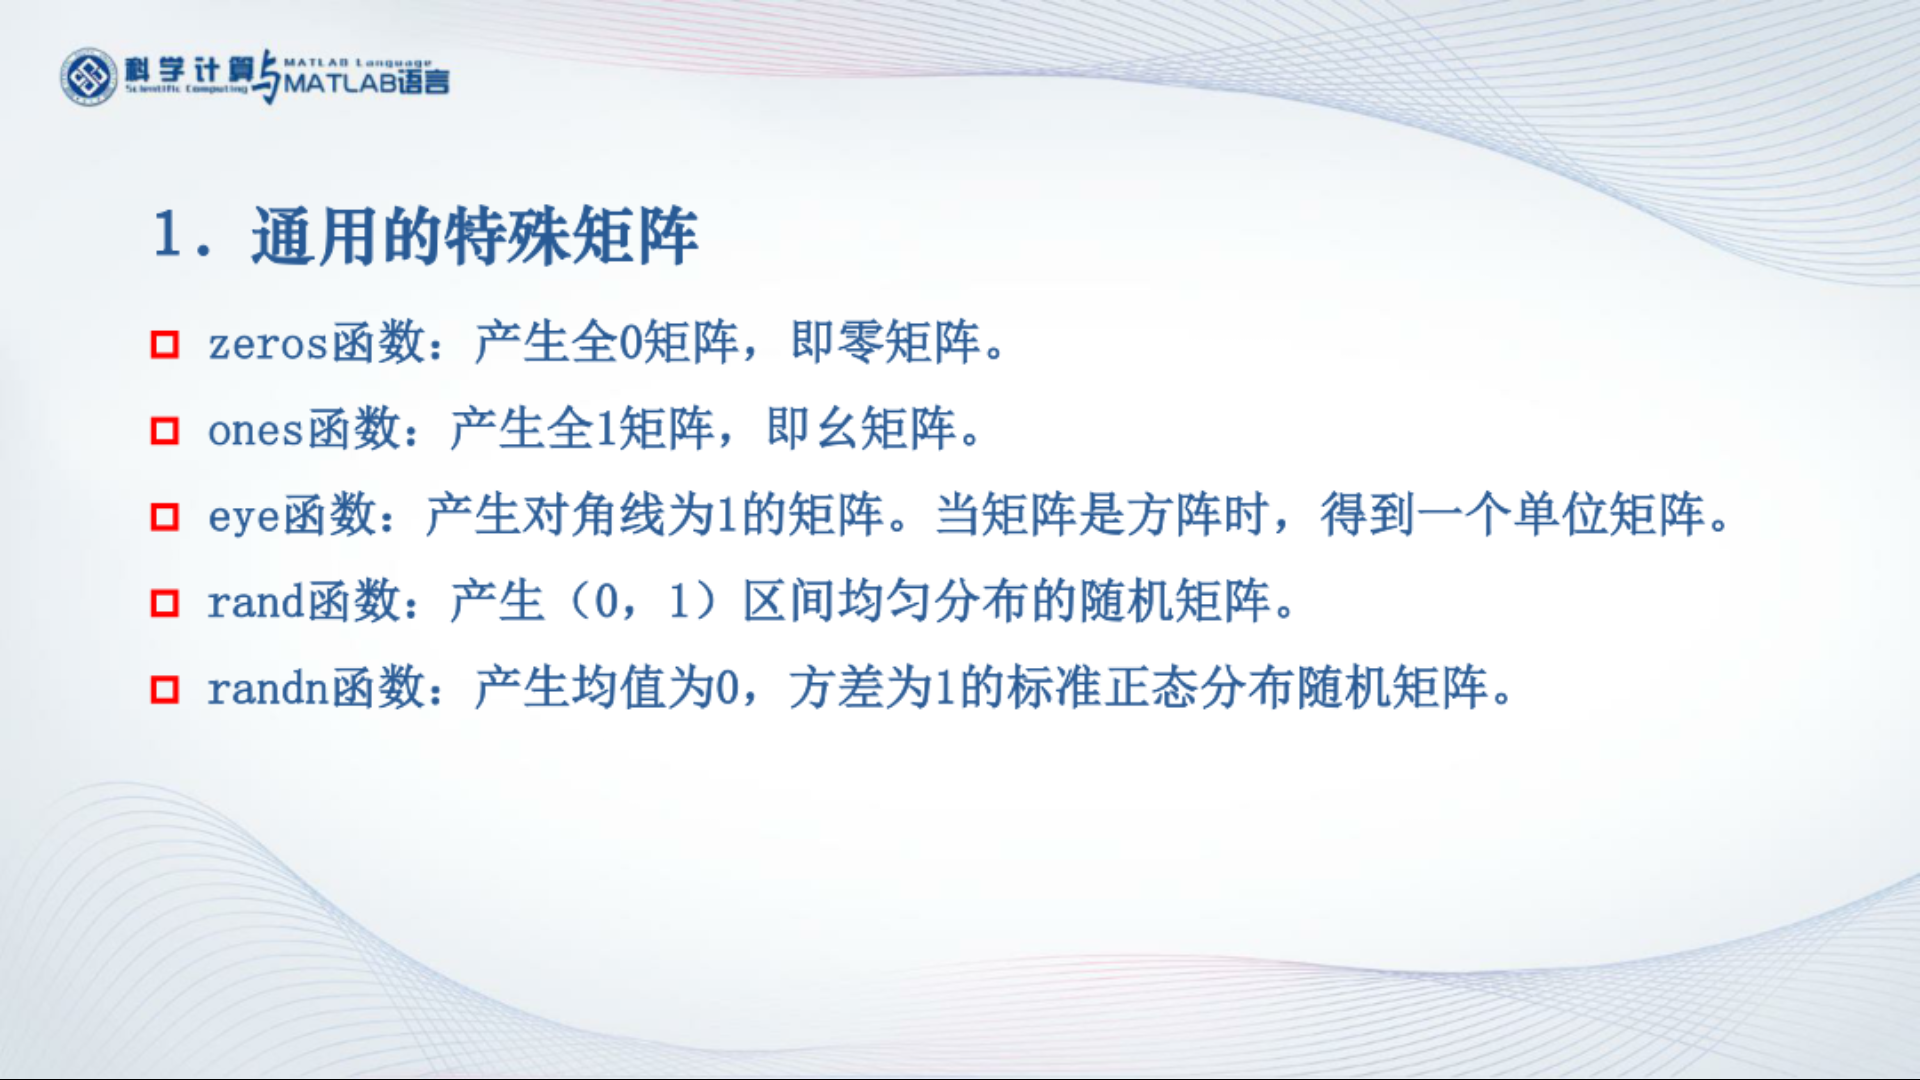 科学计算与MATLAB语言
Scientific Computing
MATLAB Language
1. 通用的特殊矩阵
zeros函数：产生全0矩阵，即零矩阵。
ones函数：产生全1矩阵，即幺矩阵。
eye函数：产生对角线为1的矩阵。当矩阵是方阵时，得到一个单位矩阵。
rand函数：产生（0，1）区间均匀分布的随机矩阵。
randn函数：产生均值为0，方差为1的标准正态分布随机矩阵。